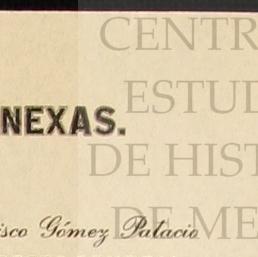 CENTR
ESTUD
NEXAS.
DE HIST
isco Gómez Palacio
DE ME